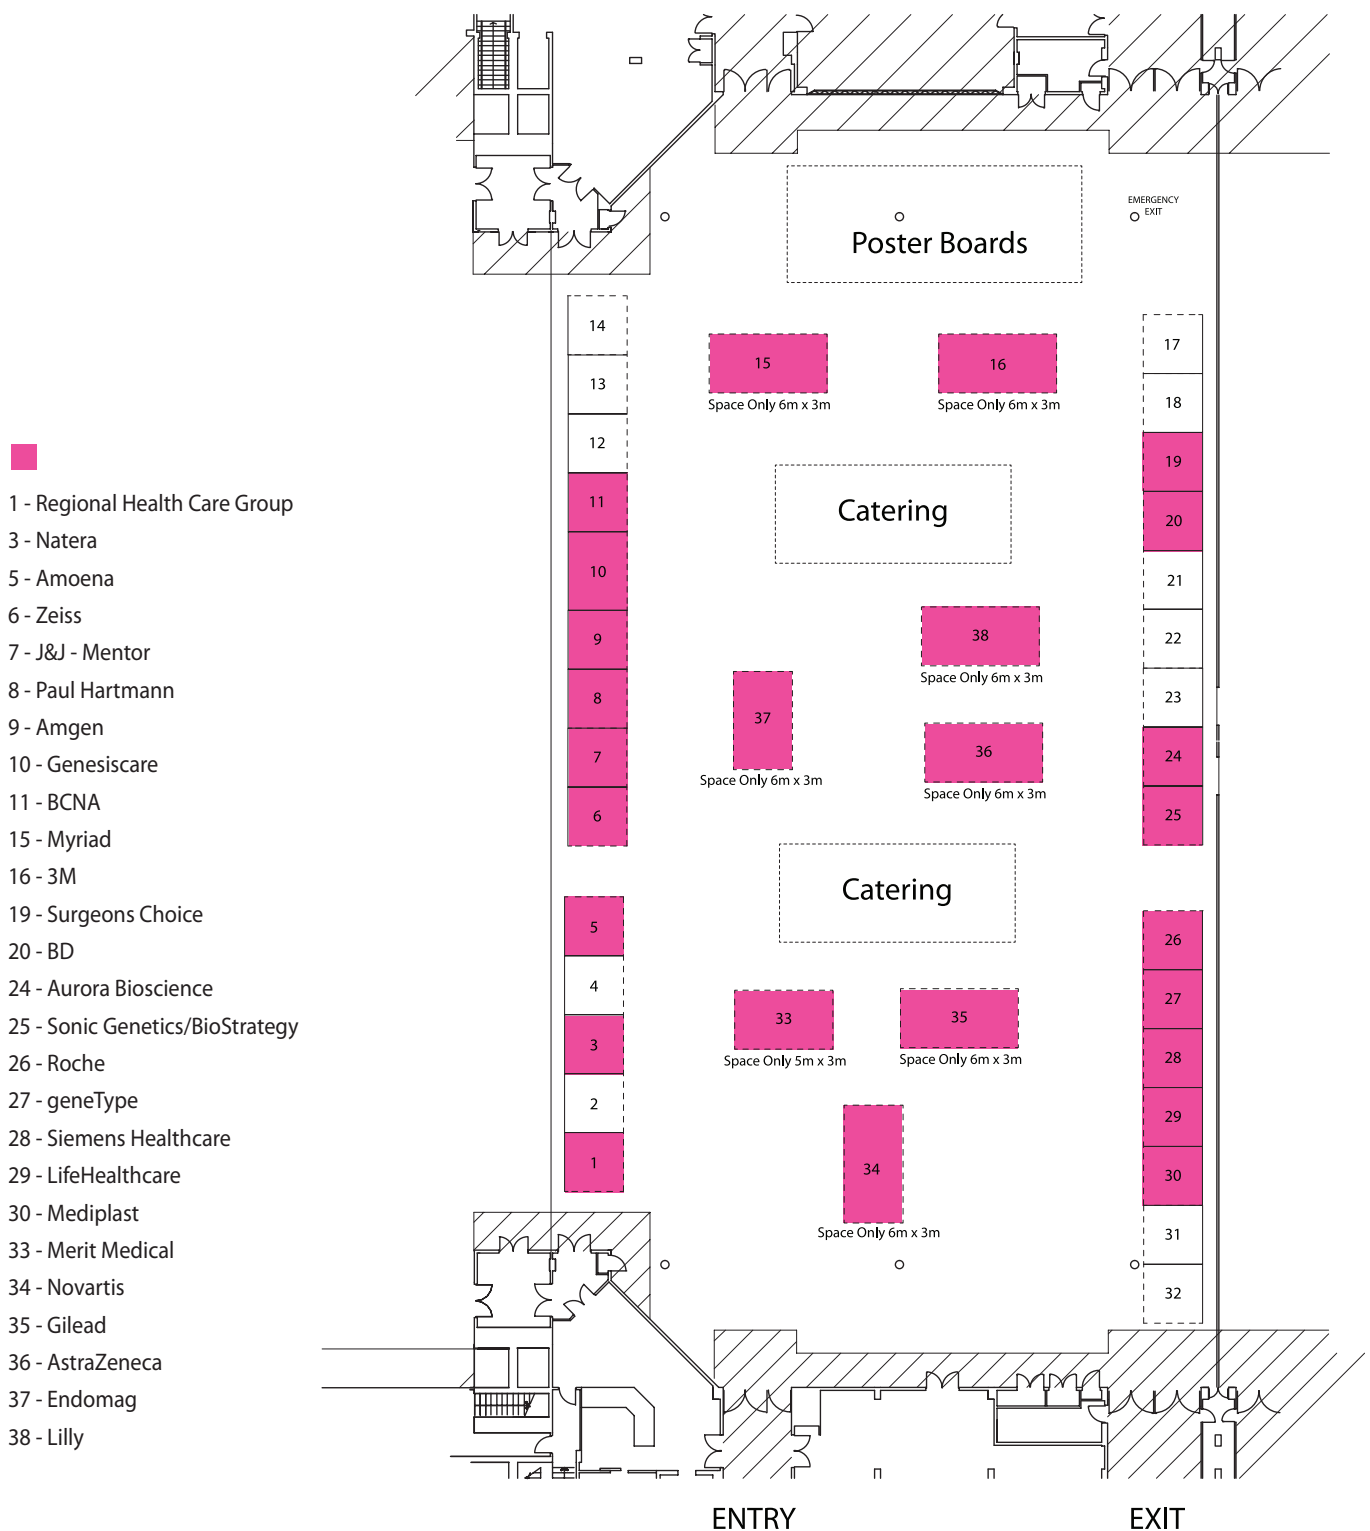 EMERGENCY
EXIT
Poster Boards
14
13
12
11
10
9
8
7
6
5
4
3
2
1
15
Space Only 6m x 3m
16
Space Only 6m x 3m
Catering
38
Space Only 6m x 3m
37
Space Only 6m x 3m
36
Space Only 6m x 3m
Catering
33
Space Only 5m x 3m
35
Space Only 6m x 3m
34
Space Only 6m x 3m
17
18
19
20
21
22
23
24
25
26
27
28
29
30
31
32
1 - Regional Health Care Group
3 - Natera
5 - Amoena
6 - Zeiss
7 - J&J - Mentor
8 - Paul Hartmann
9 - Amgen
10 - Genesiscare
11 - BCNA
15 - Myriad
16 - 3M
19 - Surgeons Choice
20 - BD
24 - Aurora Bioscience
25 - Sonic Genetics/BioStrategy
26 - Roche
27 - geneType
28 - Siemens Healthcare
29 - LifeHealthcare
30 - Mediplast
33 - Merit Medical
34 - Novartis
35 - Gilead
36 - AstraZeneca
37 - Endomag
38 - Lilly
ENTRY
EXIT